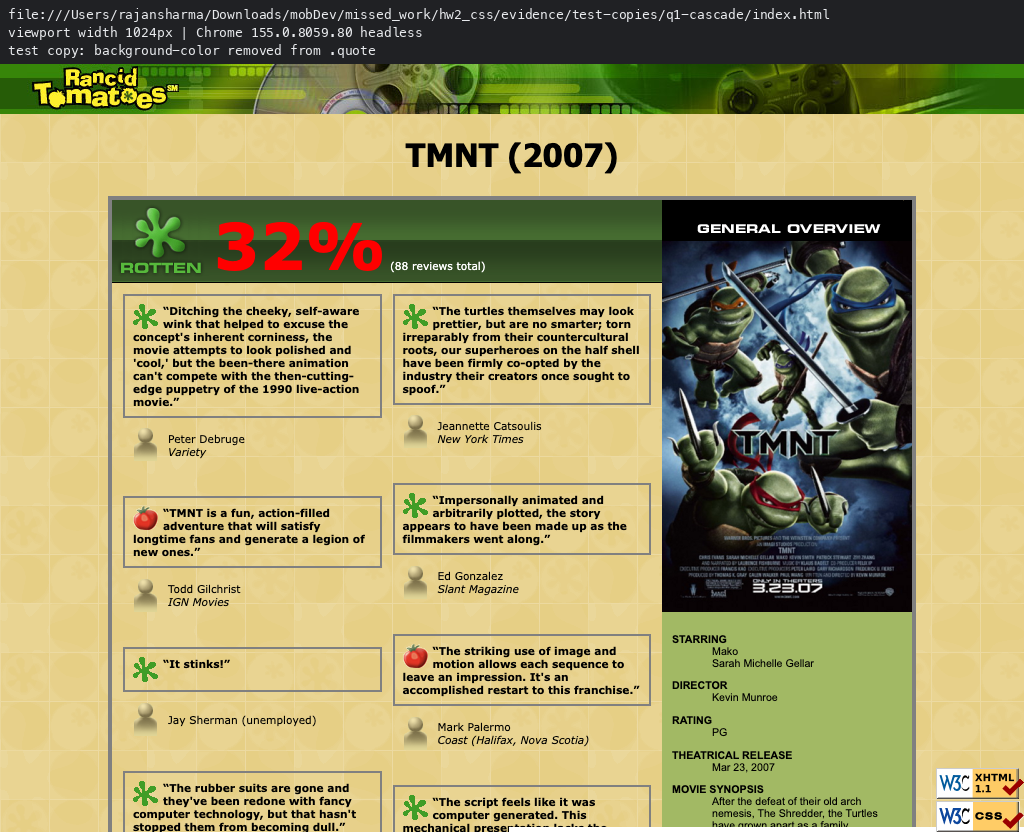 file:///Users/rajansharma/Downloads/mobDev/missed_work/hw2_css/evidence/test-copies/q1-cascade/index.html
viewport width 1024px | Chrome 155.0.8059.80 headless
test copy: background-color removed from .quote
Rancid
TomatoesSM
TMNT (2007)
ROTTEN
32%
(88 reviews total)
“Ditching the cheeky, self-aware
wink that helped to excuse the
concept's inherent corniness, the
movie attempts to look polished and
'cool,' but the been-there animation
can't compete with the then-cutting-
edge puppetry of the 1990 live-action
movie.”
Peter Debruge
Variety
“TMNT is a fun, action-filled
adventure that will satisfy
longtime fans and generate a legion of
new ones.”
Todd Gilchrist
IGN Movies
“It stinks!”
Jay Sherman (unemployed)
“The rubber suits are gone and
they've been redone with fancy
computer technology, but that hasn't
stopped them from becoming dull.”
“The turtles themselves may look
prettier, but are no smarter; torn
irreparably from their countercultural
roots, our superheroes on the half shell
have been firmly co-opted by the
industry their creators once sought to
spoof.”
Jeannette Catsoulis
New York Times
“Impersonally animated and
arbitrarily plotted, the story
appears to have been made up as the
filmmakers went along.”
Ed Gonzalez
Slant Magazine
“The striking use of image and
motion allows each sequence to
leave an impression. It's an
accomplished restart to this franchise.”
Mark Palermo
Coast (Halifax, Nova Scotia)
“The script feels like it was
computer generated. This
mechanical presentation lacks the
GENERAL OVERVIEW
TMNT
TMNT
ONLY IN THEATERS
3.23.07
STARRING
Mako
Sarah Michelle Gellar
DIRECTOR
Kevin Munroe
RATING
PG
THEATRICAL RELEASE
Mar 23, 2007
MOVIE SYNOPSIS
After the defeat of their old arch
nemesis, The Shredder, the Turtles
have grown apart as a family.
W3C XHTML 1.1
W3C CSS